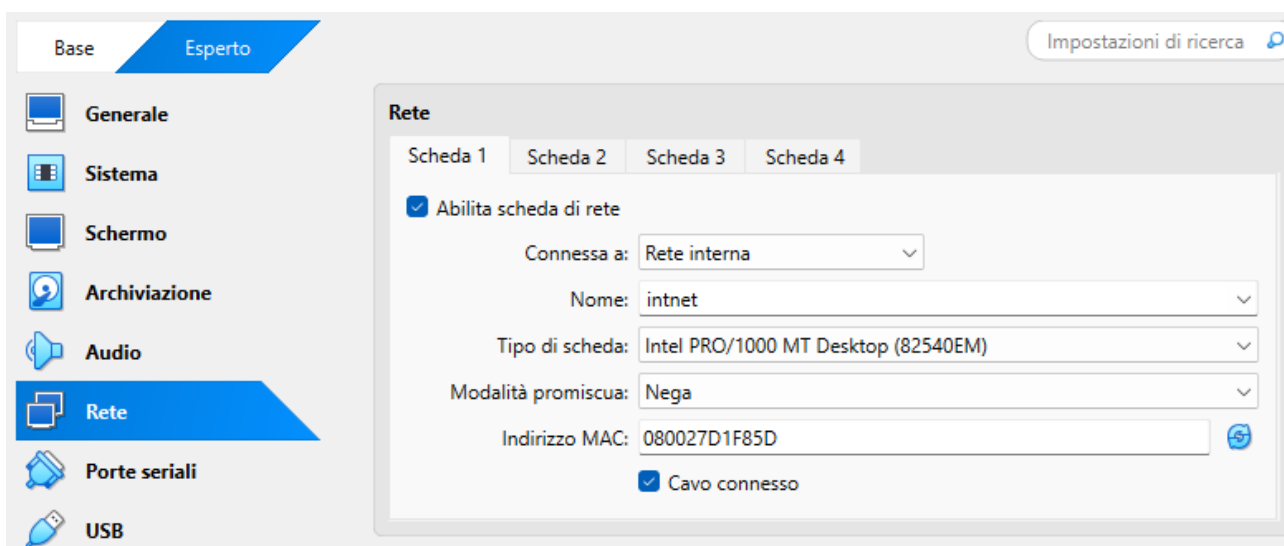 Base
Esperto
Impostazioni di ricerca
Generale
Sistema
Schermo
Archiviazione
Audio
Rete
Porte seriali
USB
Rete
Scheda 1 Scheda 2 Scheda 3 Scheda 4
Abilita scheda di rete
Connessa a: Rete interna
Nome: intnet
Tipo di scheda: Intel PRO/1000 MT Desktop (82540EM)
Modalità promiscua: Nega
Indirizzo MAC: 080027D1F85D
Cavo connesso